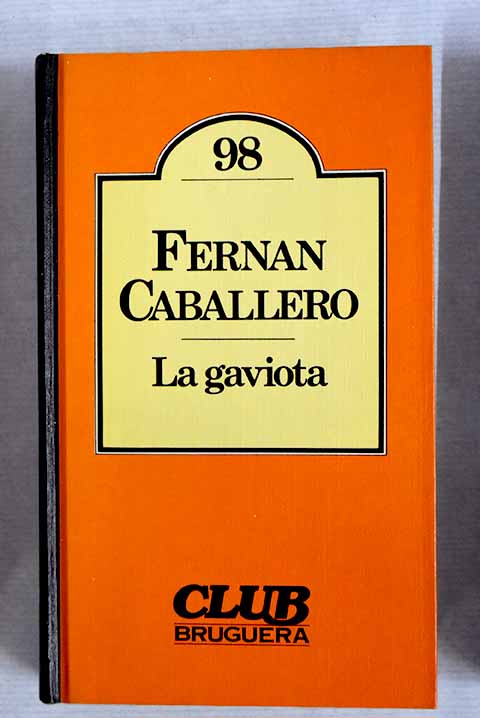 98
FERNAN
CABALLERO
La gaviota
CLUB
BRUGUERA